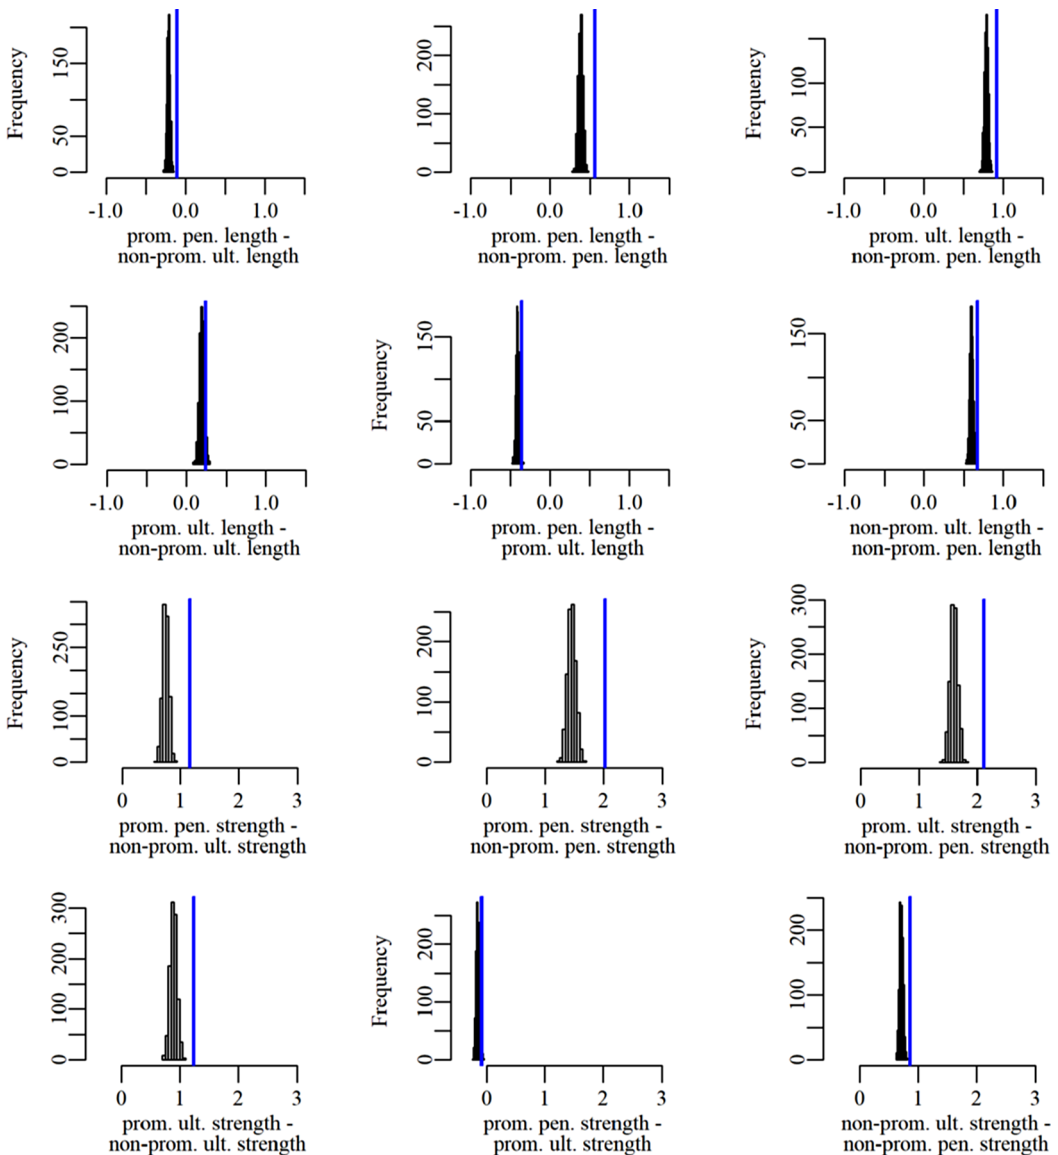 Frequency
0 50 150
-1.0 0.0 1.0
prom. pen. length -
non-prom. ult. length
0 100 200
-1.0 0.0 1.0
prom. pen. length -
non-prom. pen. length
Frequency
0 50 100
-1.0 0.0 1.0
prom. ult. length -
non-prom. pen. length
0 100 200
-1.0 0.0 1.0
prom. ult. length -
non-prom. ult. length
Frequency
0 50 150
-1.0 0.0 1.0
prom. pen. length -
prom. ult. length
0 50 150
-1.0 0.0 1.0
non-prom. ult. length -
non-prom. pen. length
Frequency
0 100 250
0 1 2 3
prom. pen. strength -
non-prom. ult. strength
0 100 200
0 1 2 3
prom. pen. strength -
non-prom. pen. strength
Frequency
0 100 200 300
0 1 2 3
prom. ult. strength -
non-prom. pen. strength
0 100 200 300
0 1 2 3
prom. ult. strength -
non-prom. ult. strength
Frequency
0 100 200
0 1 2 3
prom. pen. strength -
prom. ult. strength
0 100 200
0 1 2 3
non-prom. ult. strength -
non-prom. pen. strength